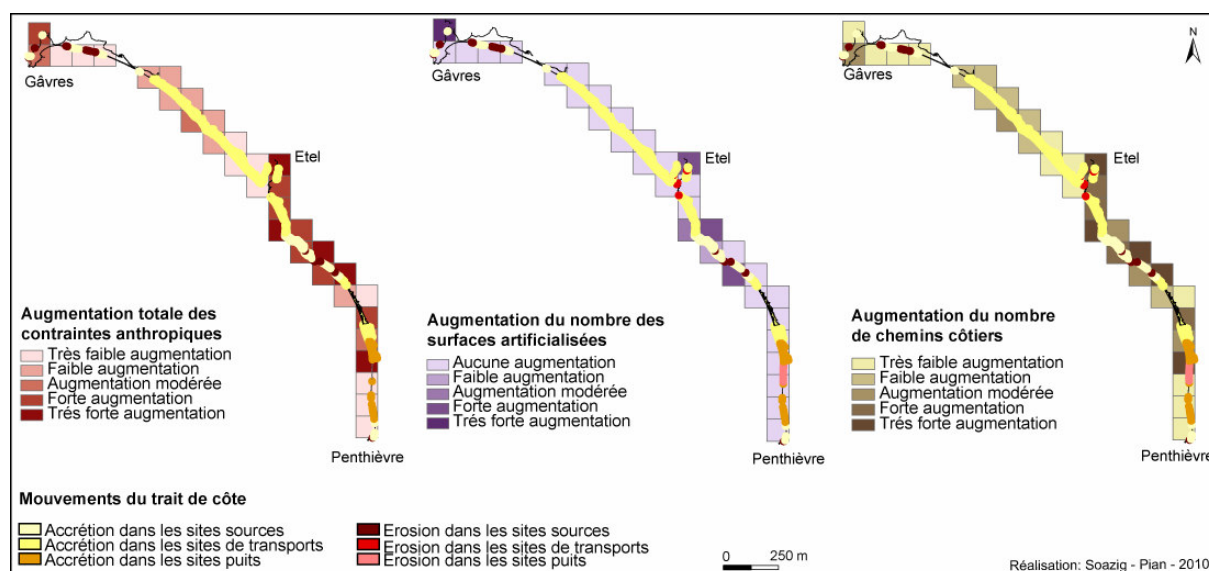 N
Gâvres
Etel
Penthièvre
Augmentation totale des
contraintes anthropiques
Très faible augmentation
Faible augmentation
Augmentation modérée
Forte augmentation
Trés forte augmentation
Gâvres
Etel
Penthièvre
Augmentation du nombre des
surfaces artificialisées
Aucune augmentation
Faible augmentation
Augmentation modérée
Forte augmentation
Trés forte augmentation
Gâvres
Etel
Penthièvre
Augmentation du nombre
de chemins côtiers
Très faible augmentation
Faible augmentation
Augmentation modérée
Forte augmentation
Trés forte augmentation
Mouvements du trait de côte
Accrétion dans les sites sources
Accrétion dans les sites de transports
Accrétion dans les sites puits
Erosion dans les sites sources
Erosion dans les sites de transports
Erosion dans les sites puits
0 250 m
Réalisation: Soazig - Pian - 2010